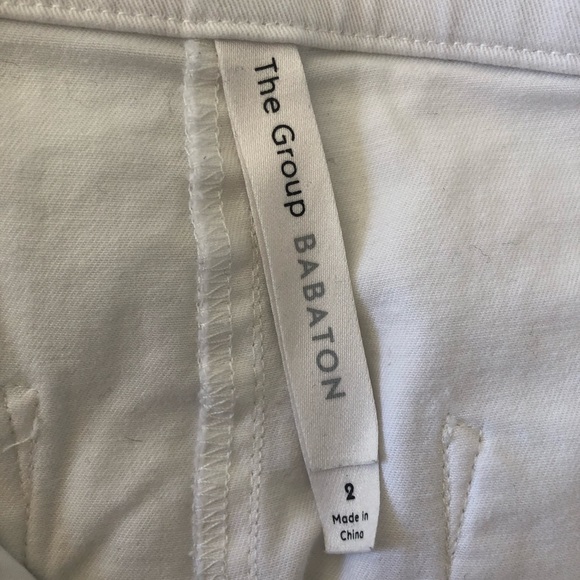 The Group BABATON
2
Made in
China